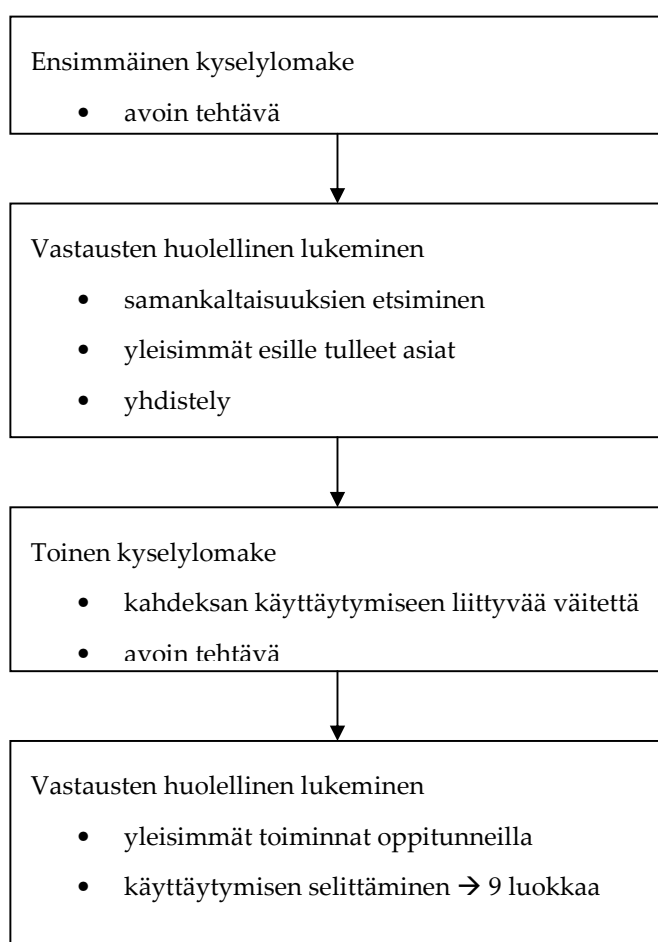 Ensimmäinen kyselylomake
• avoin tehtävä
Vastausten huolellinen lukeminen
• samankaltaisuuksien etsiminen
• yleisimmät esille tulleet asiat
• yhdistely
Toinen kyselylomake
• kahdeksan käyttäytymiseen liittyvää väitettä
• avoin tehtävä
Vastausten huolellinen lukeminen
• yleisimmät toiminnat oppitunneilla
• käyttäytymisen selittäminen → 9 luokkaa